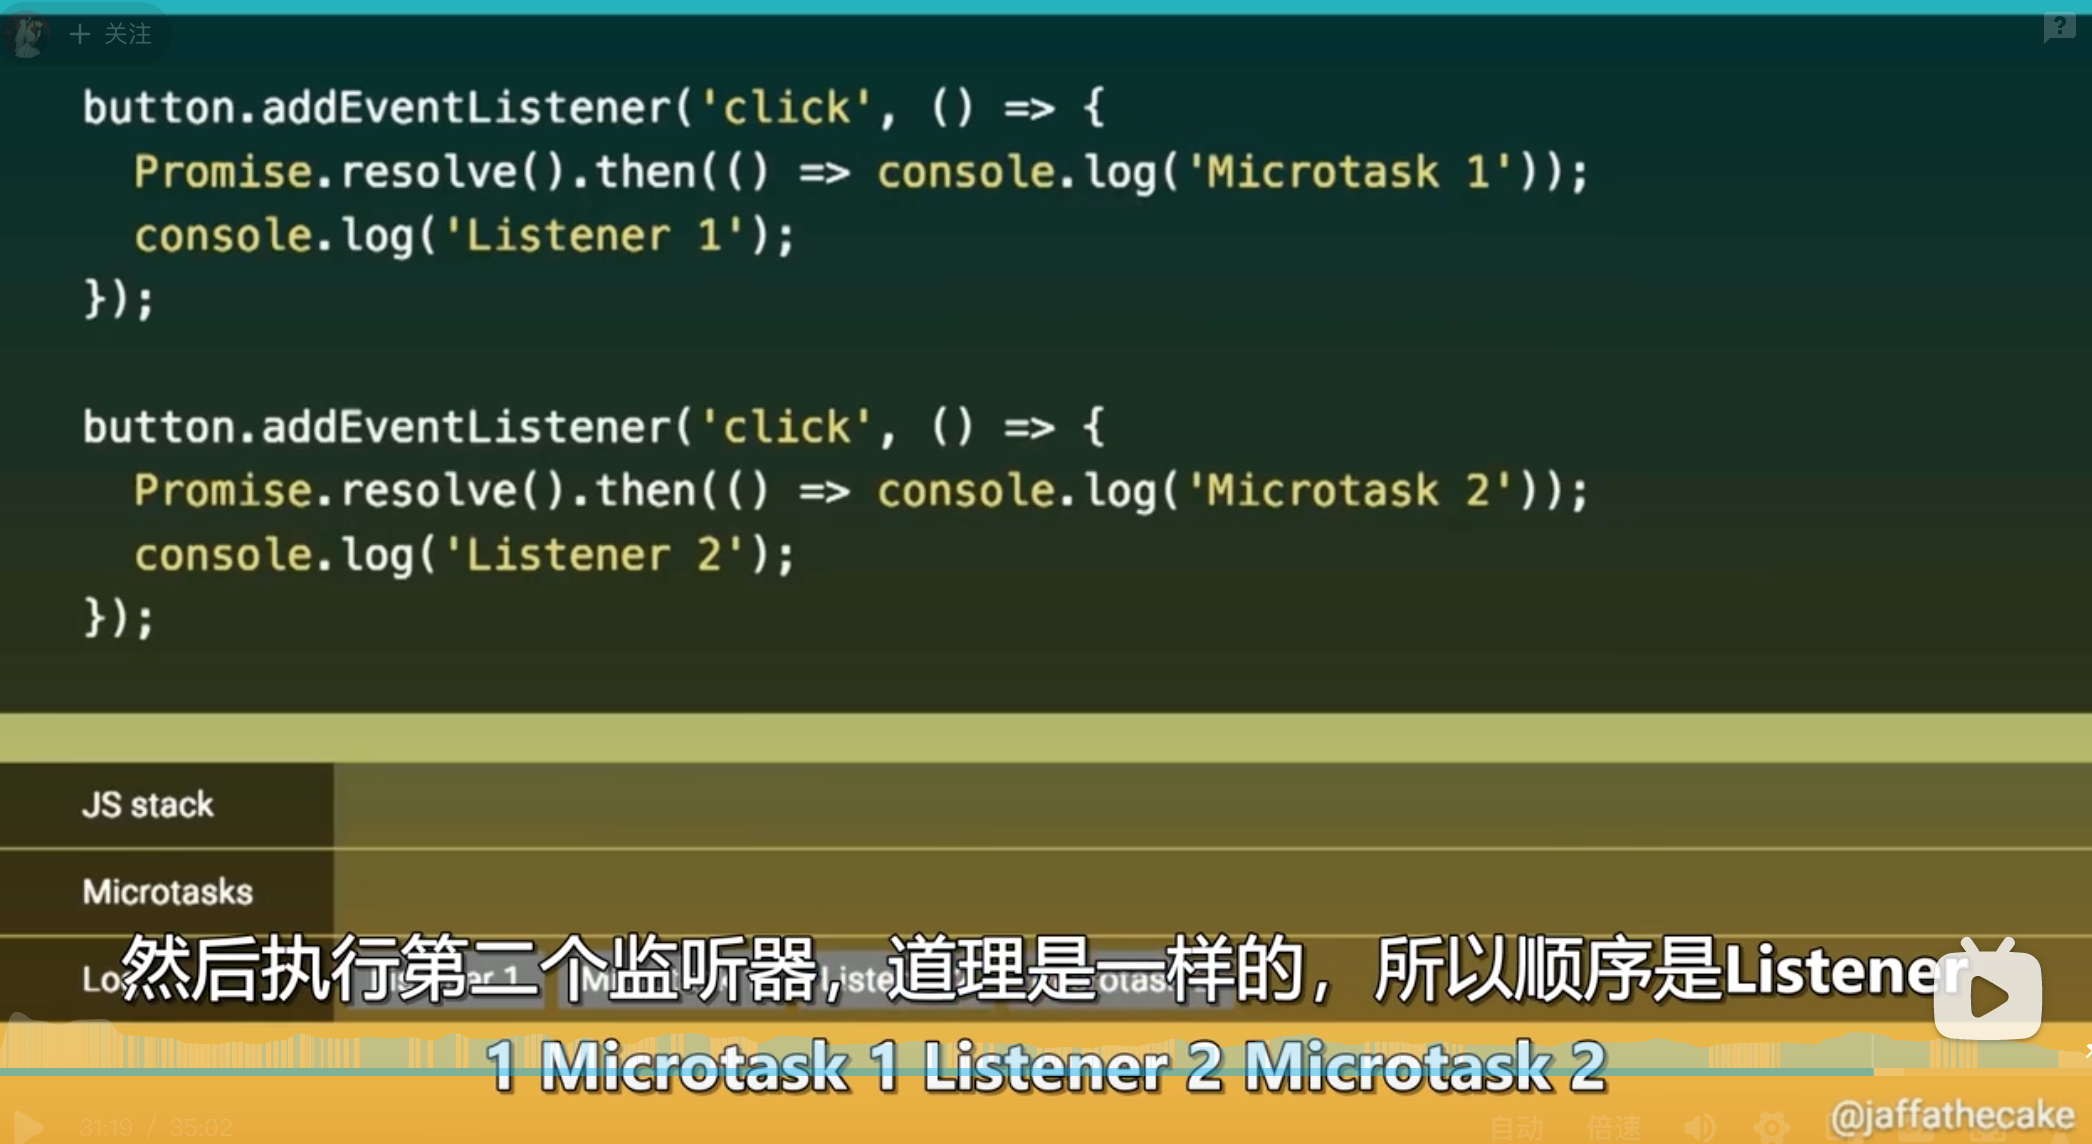 + 关注
?
button.addEventListener('click', () => {
  Promise.resolve().then(() => console.log('Microtask 1'));
  console.log('Listener 1');
});
button.addEventListener('click', () => {
  Promise.resolve().then(() => console.log('Microtask 2'));
  console.log('Listener 2');
});
JS stack
Microtasks
然后执行第二个监听器，道理是一样的，所以顺序是Listener
1 Microtask 1 Listener 2 Microtask 2
31:19 / 35:02
自动 倍速
@jaffathecake